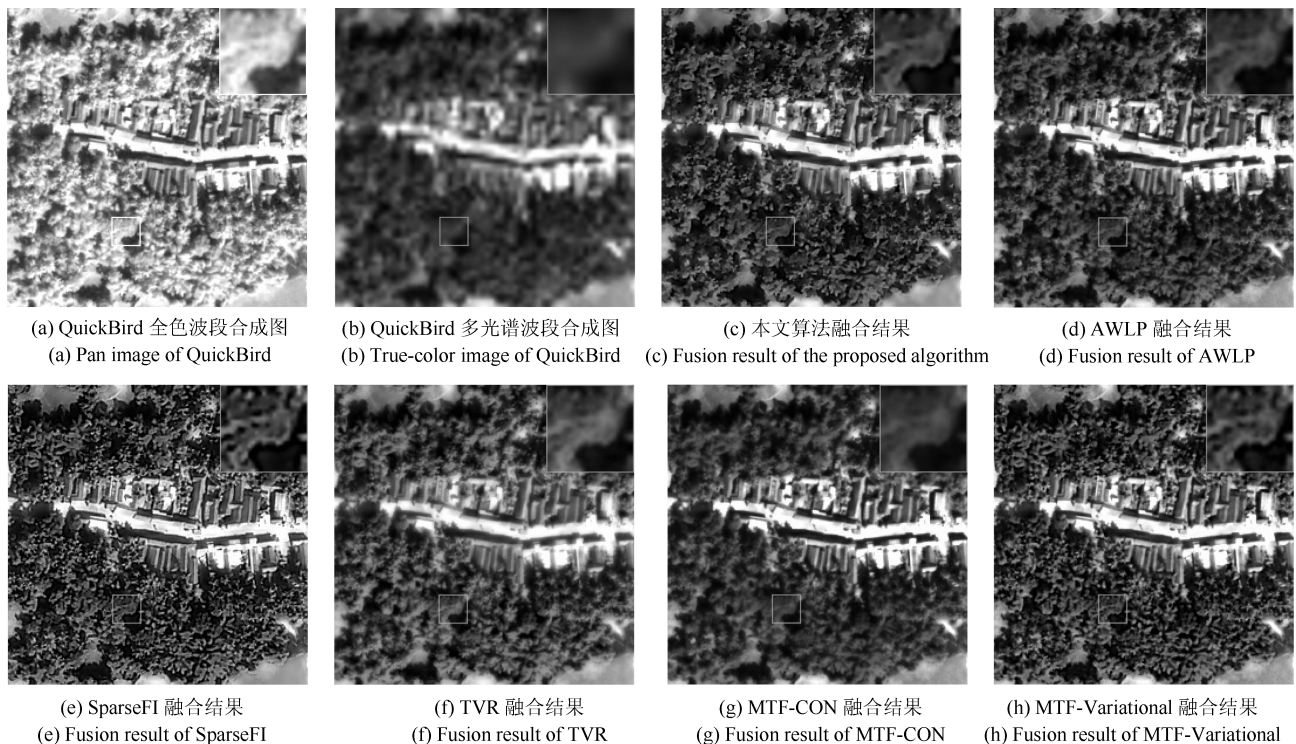 (a) QuickBird 全色波段合成图
(a) Pan image of QuickBird
(b) QuickBird 多光谱波段合成图
(b) True-color image of QuickBird
(c) 本文算法融合结果
(c) Fusion result of the proposed algorithm
(d) AWLP 融合结果
(d) Fusion result of AWLP
(e) SparseFI 融合结果
(e) Fusion result of SparseFI
(f) TVR 融合结果
(f) Fusion result of TVR
(g) MTF-CON 融合结果
(g) Fusion result of MTF-CON
(h) MTF-Variational 融合结果
(h) Fusion result of MTF-Variational